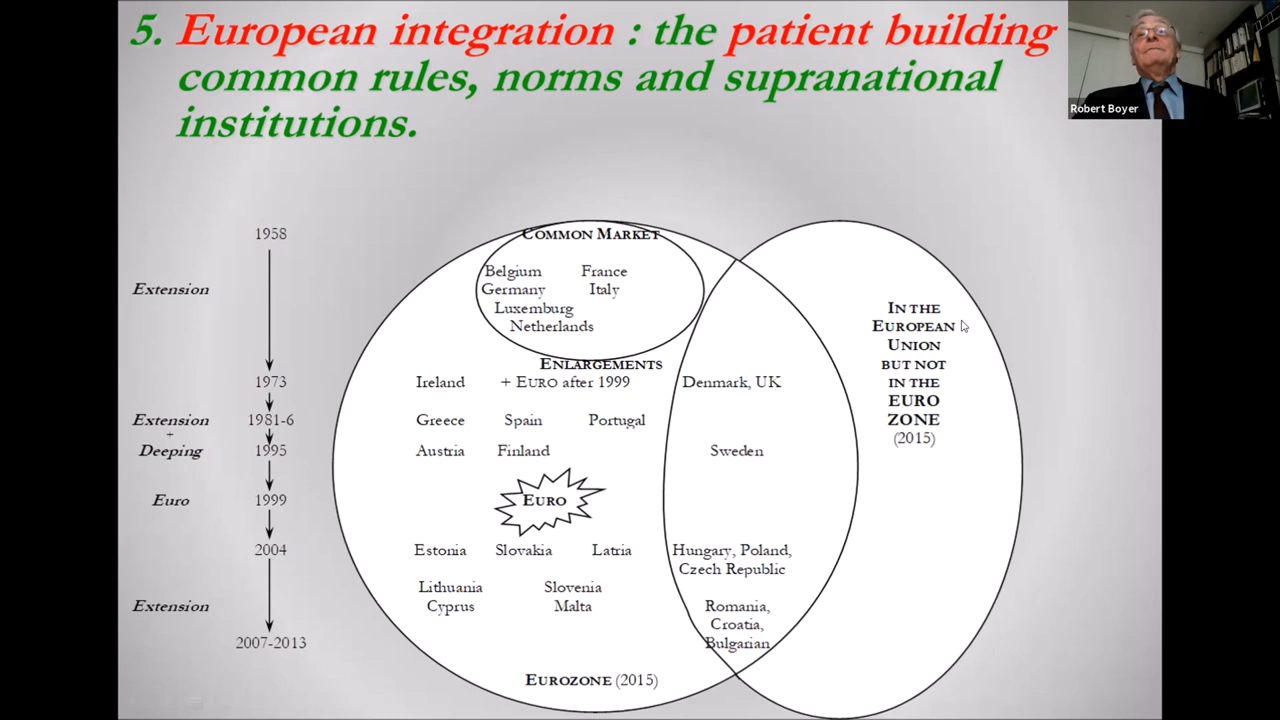 5. European integration : the patient building
common rules, norms and supranational
institutions.
Robert Boyer
1958
COMMON MARKET
Belgium France
Germany Italy
Luxemburg
Netherlands
Extension
IN THE
EUROPEAN
UNION
BUT NOT
IN THE
EURO
ZONE
(2015)
ENLARGEMENTS
1973 Ireland + EURO after 1999 Denmark, UK
Extension 1981-6 Greece Spain Portugal
+
Deeping 1995 Austria Finland Sweden
Euro 1999 EURO
2004 Estonia Slovakia Latria Hungary, Poland,
Czech Republic
Lithuania Slovenia
Extension Cyprus Malta Romania,
Croatia,
2007-2013 Bulgarian
EUROZONE (2015)